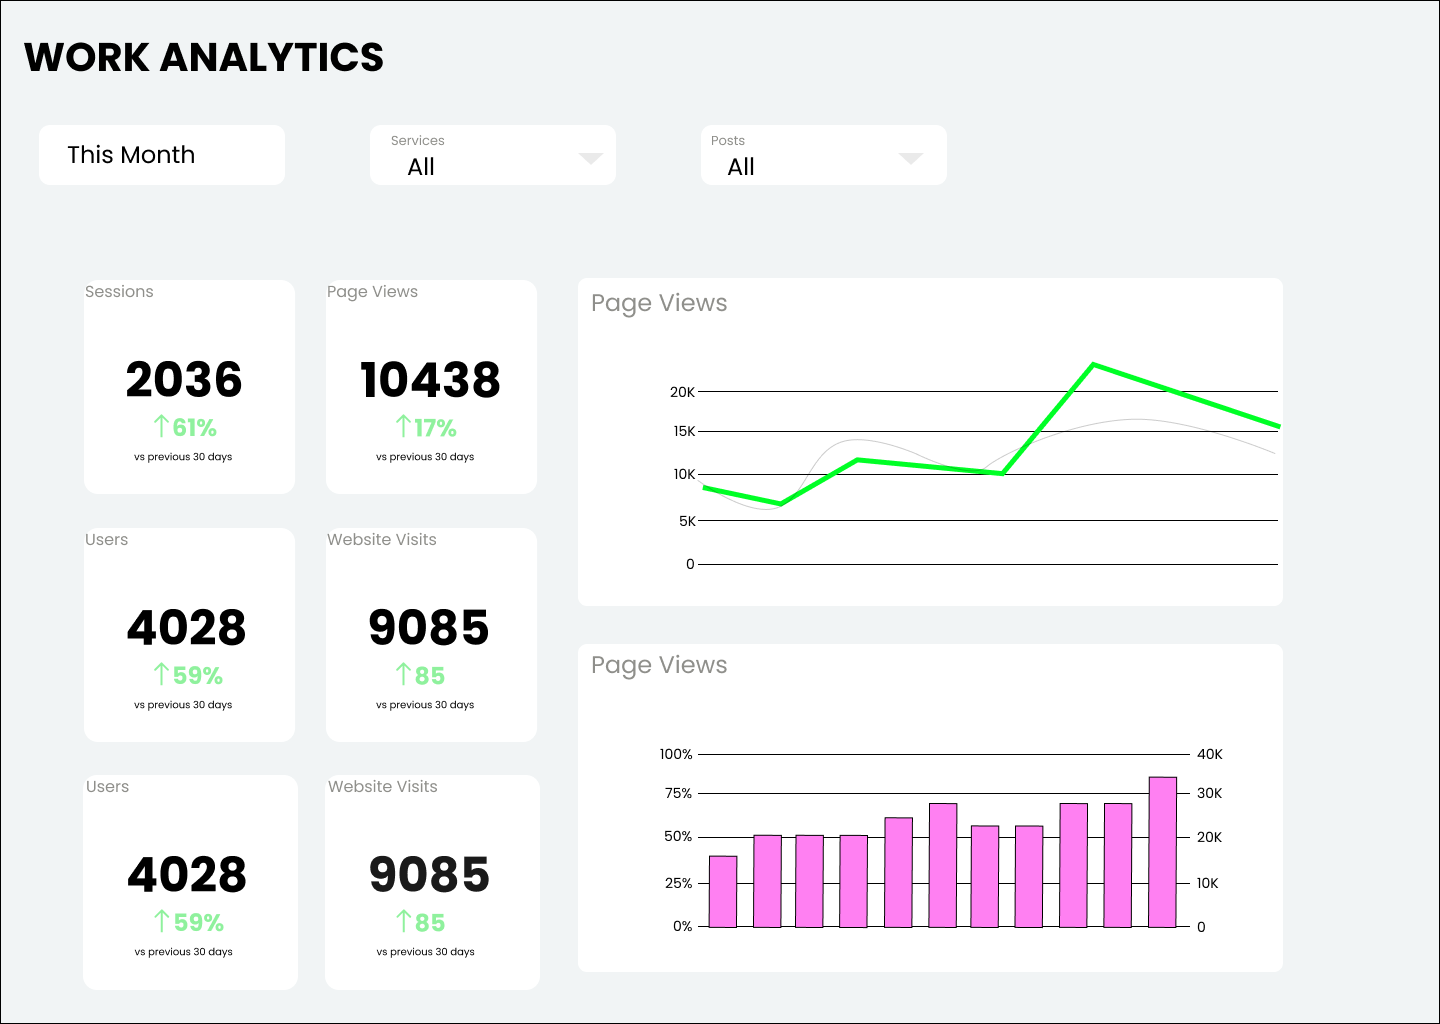 WORK ANALYTICS
This Month
Services
All
Posts
All
Sessions
2036
↑61%
vs previous 30 days
Page Views
10438
↑17%
vs previous 30 days
Users
4028
↑59%
vs previous 30 days
Website Visits
9085
↑85
vs previous 30 days
Users
4028
↑59%
vs previous 30 days
Website Visits
9085
↑85
vs previous 30 days
Page Views
20K
15K
10K
5K
0
Page Views
100% 40K
75% 30K
50% 20K
25% 10K
0% 0